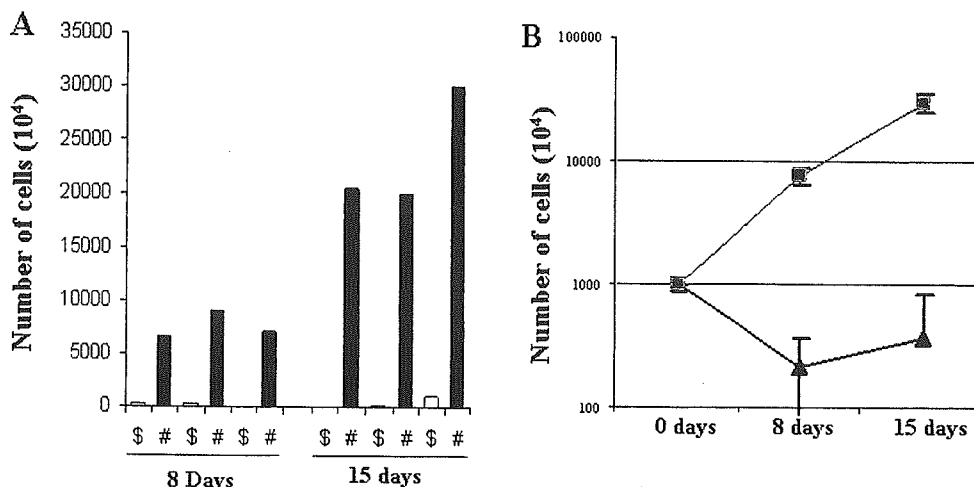 A
Number of cells (10⁴)
35000
30000
25000
20000
15000
10000
5000
0
$ # $ # $ # $ # $ # $ #
8 Days 15 days
B
Number of cells (10⁴)
100000
10000
1000
100
0 days 8 days 15 days